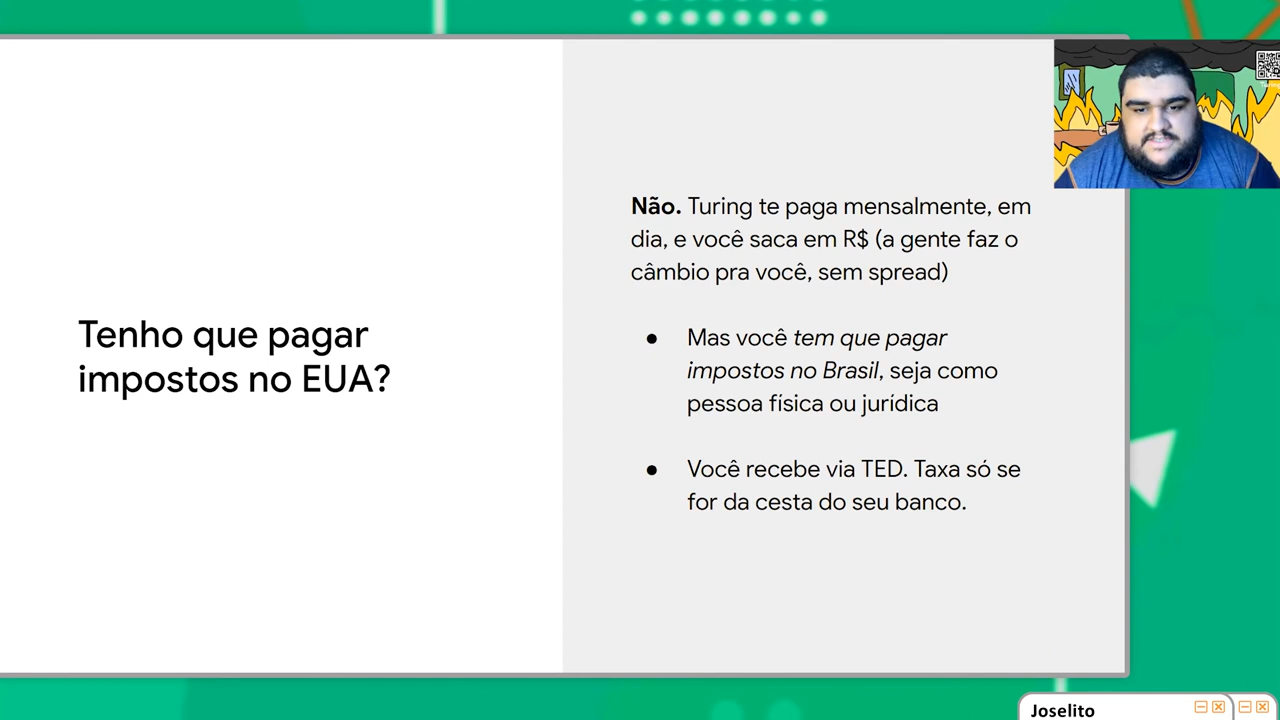 Tenho que pagar
impostos no EUA?
Não. Turing te paga mensalmente, em
dia, e você saca em R$ (a gente faz o
câmbio pra você, sem spread)
● Mas você tem que pagar
impostos no Brasil, seja como
pessoa física ou jurídica
● Você recebe via TED. Taxa só se
for da cesta do seu banco.
Joselito